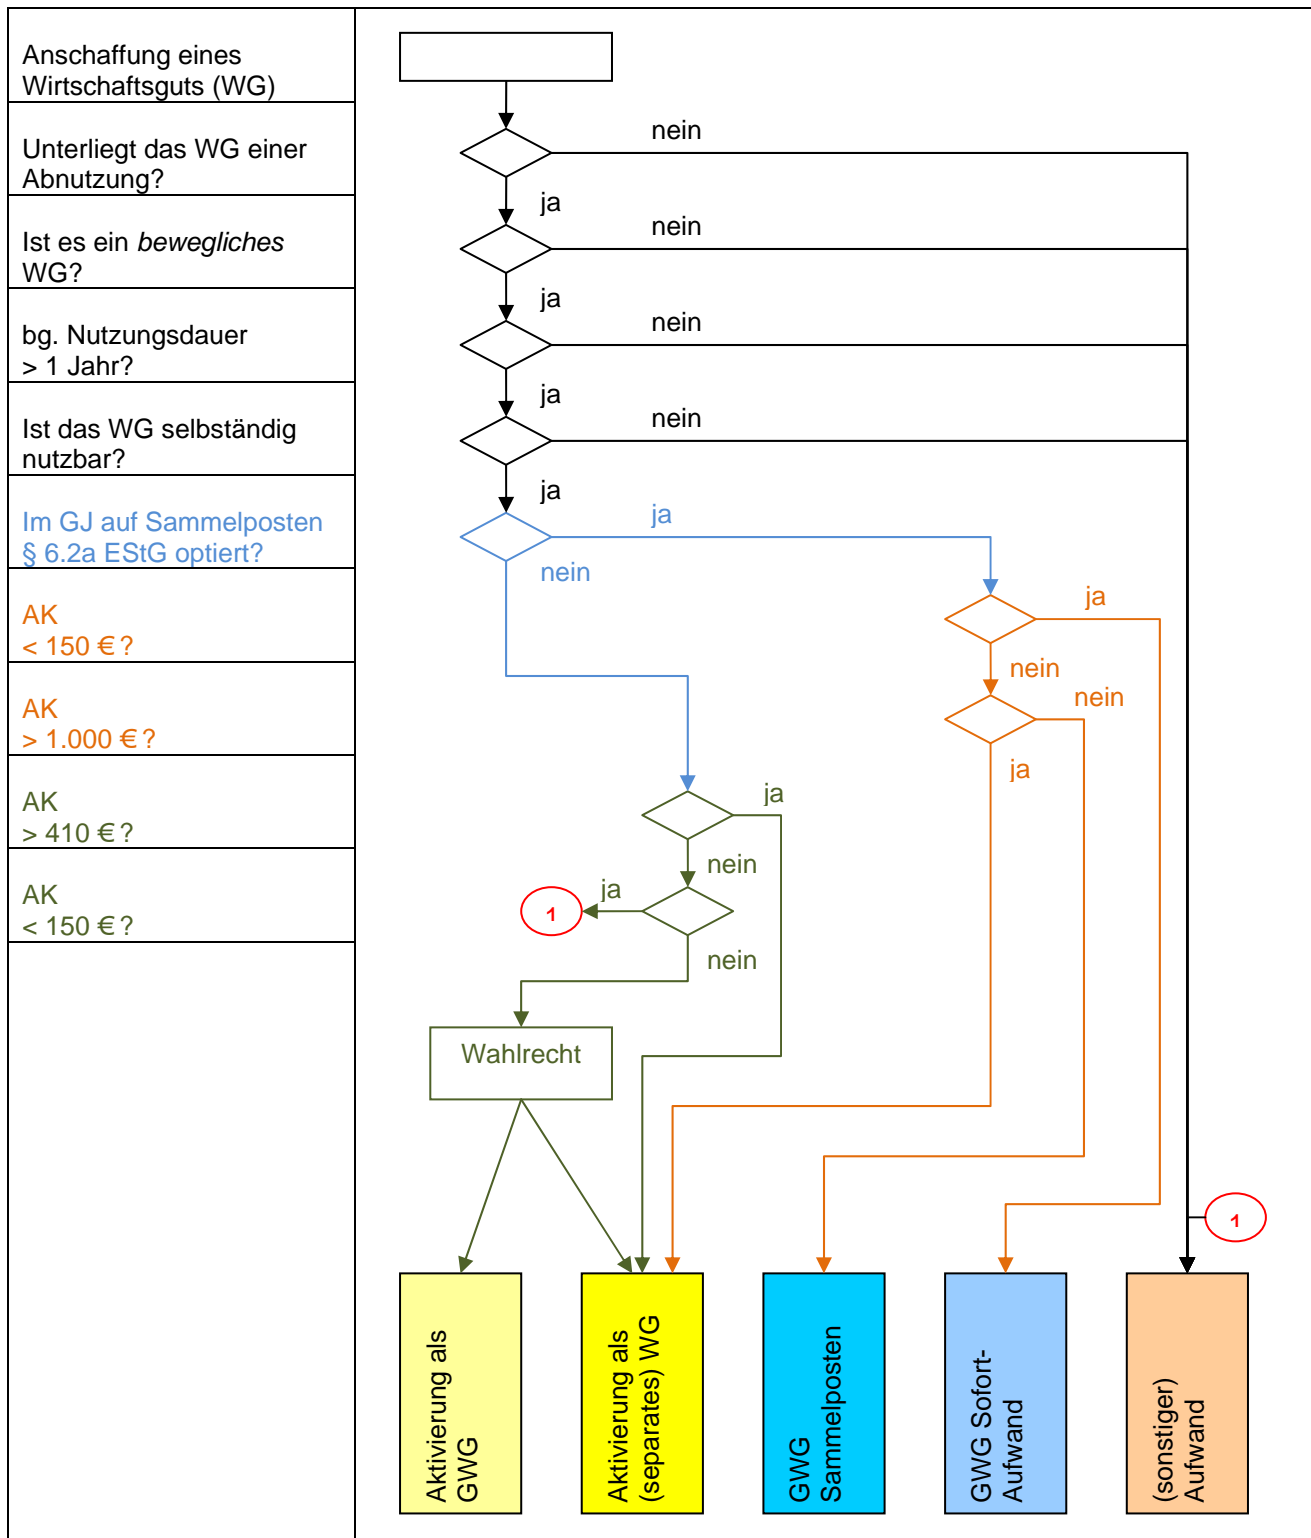 Anschaffung eines
Wirtschaftsguts (WG)
nein
Unterliegt das WG einer
Abnutzung?
ja
nein
Ist es ein bewegliches
WG?
ja
nein
bg. Nutzungsdauer
> 1 Jahr?
ja
nein
Ist das WG selbständig
nutzbar?
ja
Im GJ auf Sammelposten
§ 6.2a EStG optiert?
ja
nein
AK
< 150 €?
ja
nein
AK
> 1.000 €?
nein
ja
AK
> 410 €?
ja
nein
AK
< 150 €?
ja
1
nein
Wahlrecht
1
Aktivierung als
GWG
Aktivierung als
(separates) WG
GWG
Sammelposten
GWG Sofort-
Aufwand
(sonstiger)
Aufwand